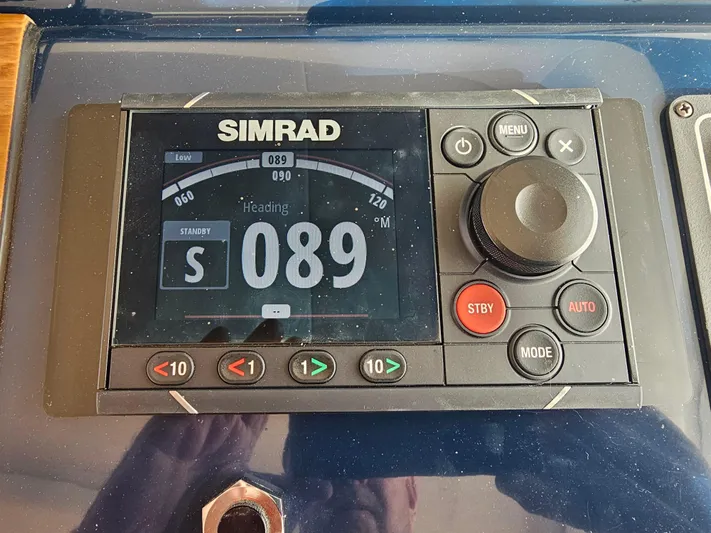 SIMRAD
Low
089
090
060
120
Heading
°M
STANDBY
S
089
--
MENU
X
STBY
AUTO
MODE
<10
<1
1>
10>